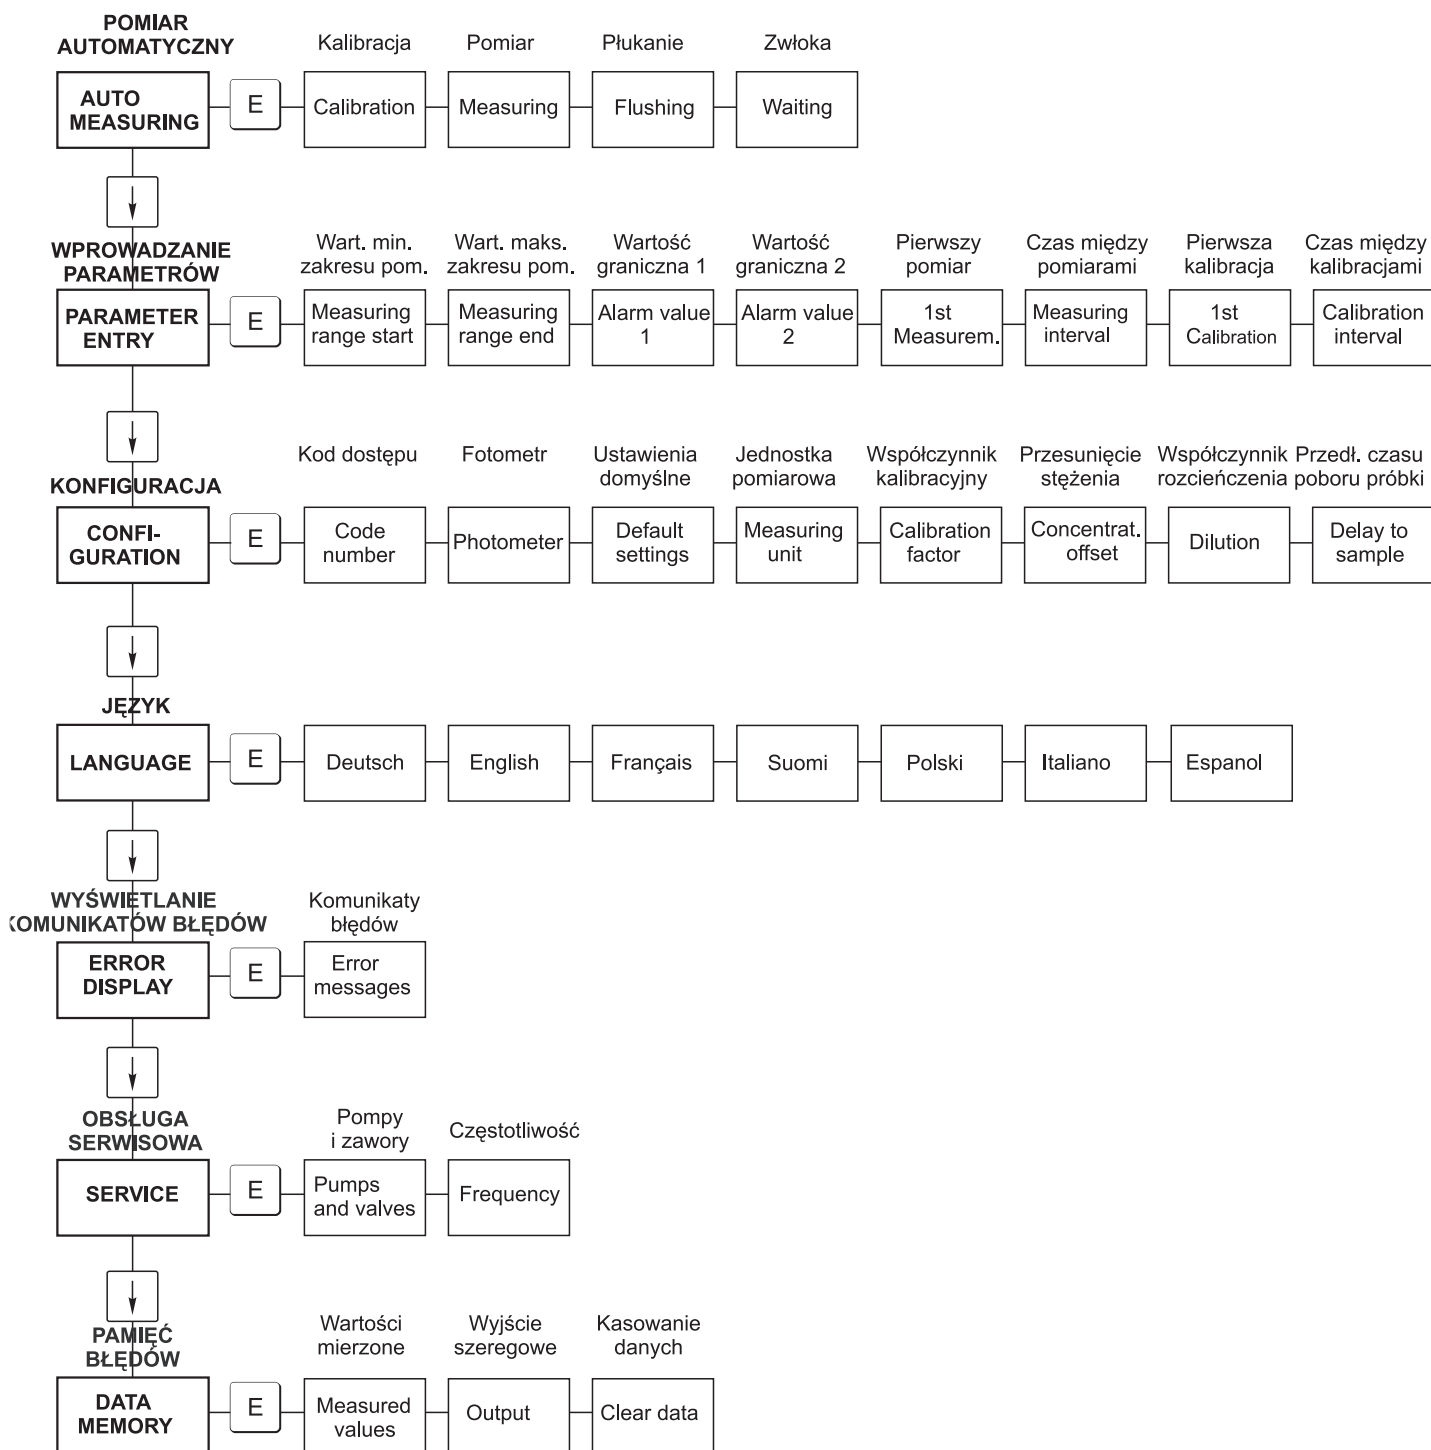 POMIAR
AUTOMATYCZNY
Kalibracja
Pomiar
Płukanie
Zwłoka
AUTO
MEASURING
E
Calibration
Measuring
Flushing
Waiting
WPROWADZANIE
PARAMETRÓW
Wart. min.
zakresu pom.
Wart. maks.
zakresu pom.
Wartość
graniczna 1
Wartość
graniczna 2
Pierwszy
pomiar
Czas między
pomiarami
Pierwsza
kalibracja
Czas między
kalibracjami
PARAMETER
ENTRY
E
Measuring
range start
Measuring
range end
Alarm value
1
Alarm value
2
1st
Measurem.
Measuring
interval
1st
Calibration
Calibration
interval
KONFIGURACJA
Kod dostępu
Fotometr
Ustawienia
domyślne
Jednostka
pomiarowa
Współczynnik
kalibracyjny
Przesunięcie
stężenia
Współczynnik
rozcieńczenia
Przedł. czasu
poboru próbki
CONFI-
GURATION
E
Code
number
Photometer
Default
settings
Measuring
unit
Calibration
factor
Concentrat.
offset
Dilution
Delay to
sample
JĘZYK
LANGUAGE
E
Deutsch
English
Français
Suomi
Polski
Italiano
Espanol
WYŚWIETLANIE
KOMUNIKATÓW BŁĘDÓW
Komunikaty
błędów
ERROR
DISPLAY
E
Error
messages
OBSŁUGA
SERWISOWA
Pompy
i zawory
Częstotliwość
SERVICE
E
Pumps
and valves
Frequency
PAMIĘĆ
BŁĘDÓW
Wartości
mierzone
Wyjście
szeregowe
Kasowanie
danych
DATA
MEMORY
E
Measured
values
Output
Clear data